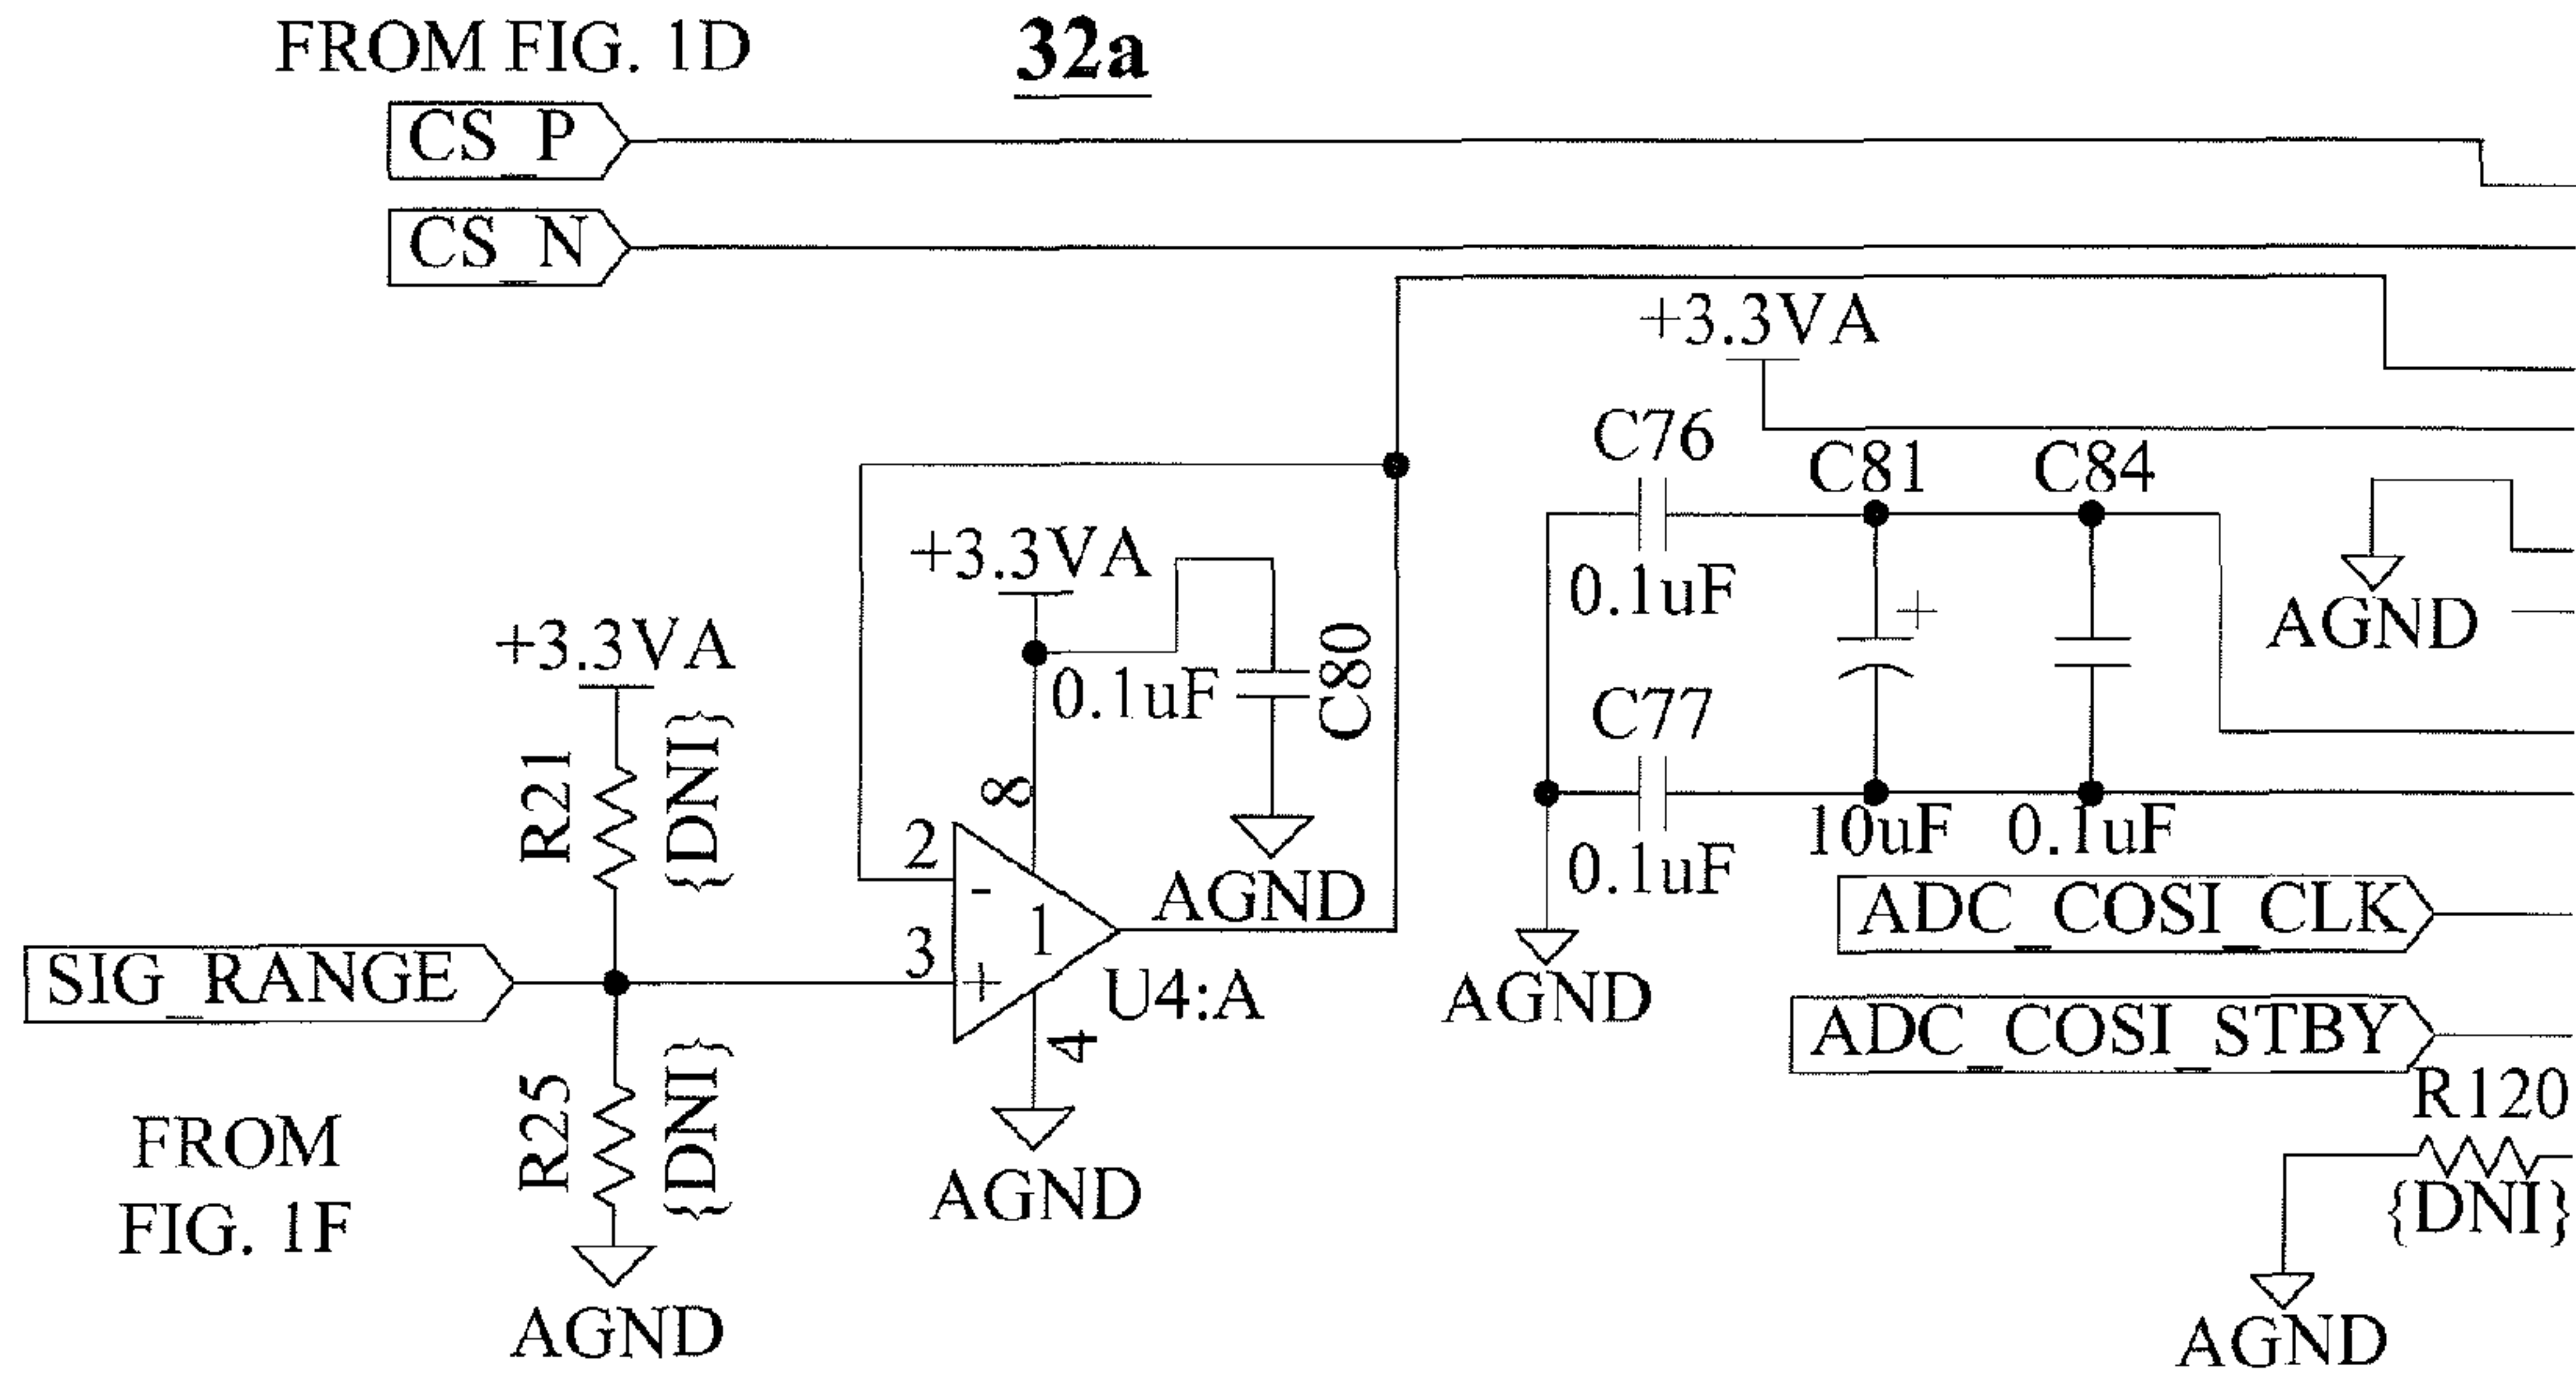 FROM FIG. 1D
32a
CS_P
CS_N
+3.3VA
C76
C81
C84
+3.3VA
0.1uF
AGND
+3.3VA
0.1uF
C80
C77
R21
{DNI}
8
10uF
0.1uF
2
-
0.1uF
AGND
ADC_COSI_CLK
1
3
+
SIG_RANGE
U4:A
AGND
ADC_COSI_STBY
4
R120
R25
{DNI}
FROM
FIG. 1F
AGND
{DNI}
AGND
AGND
+